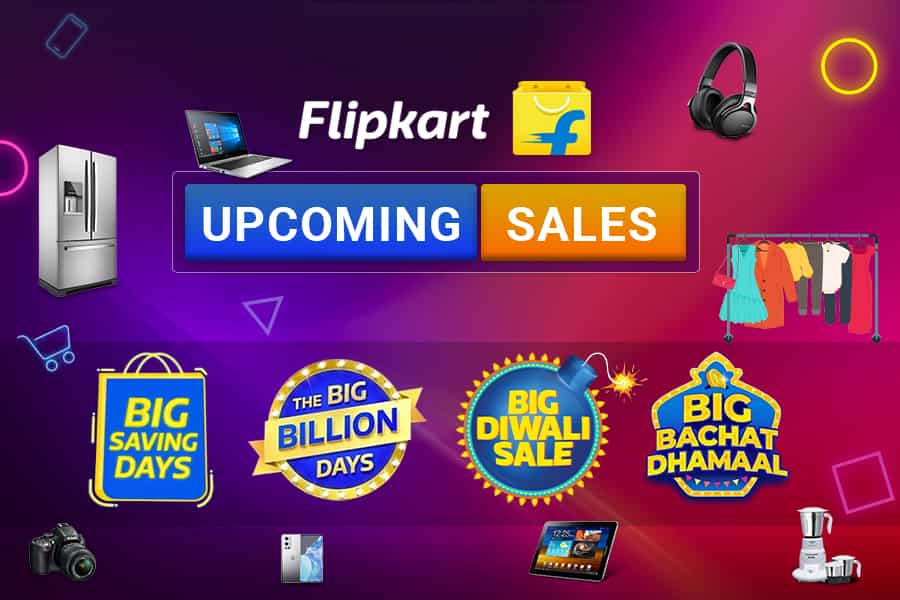 Flipkart
UPCOMING SALES
BIG
SAVING
DAYS
THE BIG
BILLION
DAYS
BIG
DIWALI
SALE
BIG
BACHAT
DHAMAAL